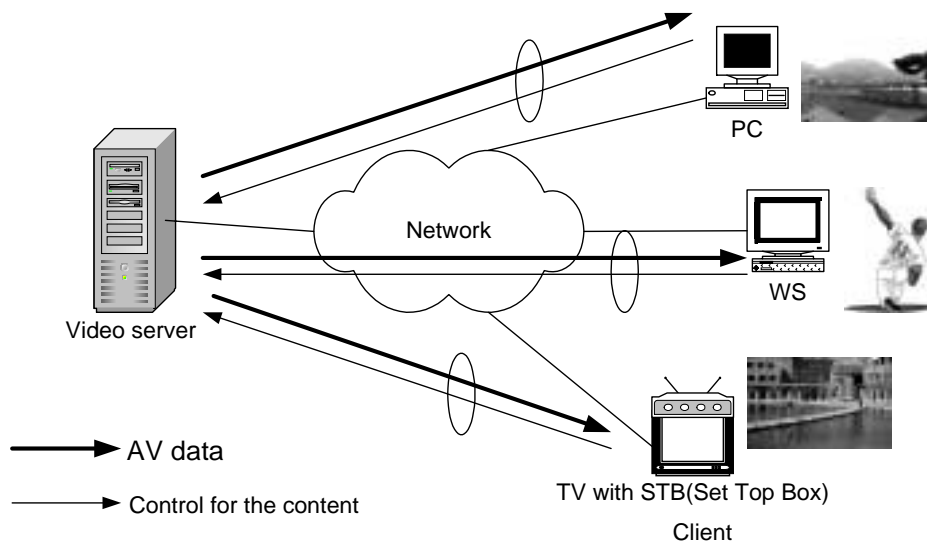 PC
Network
WS
Video server
AV data
Control for the content
TV with STB(Set Top Box)
Client